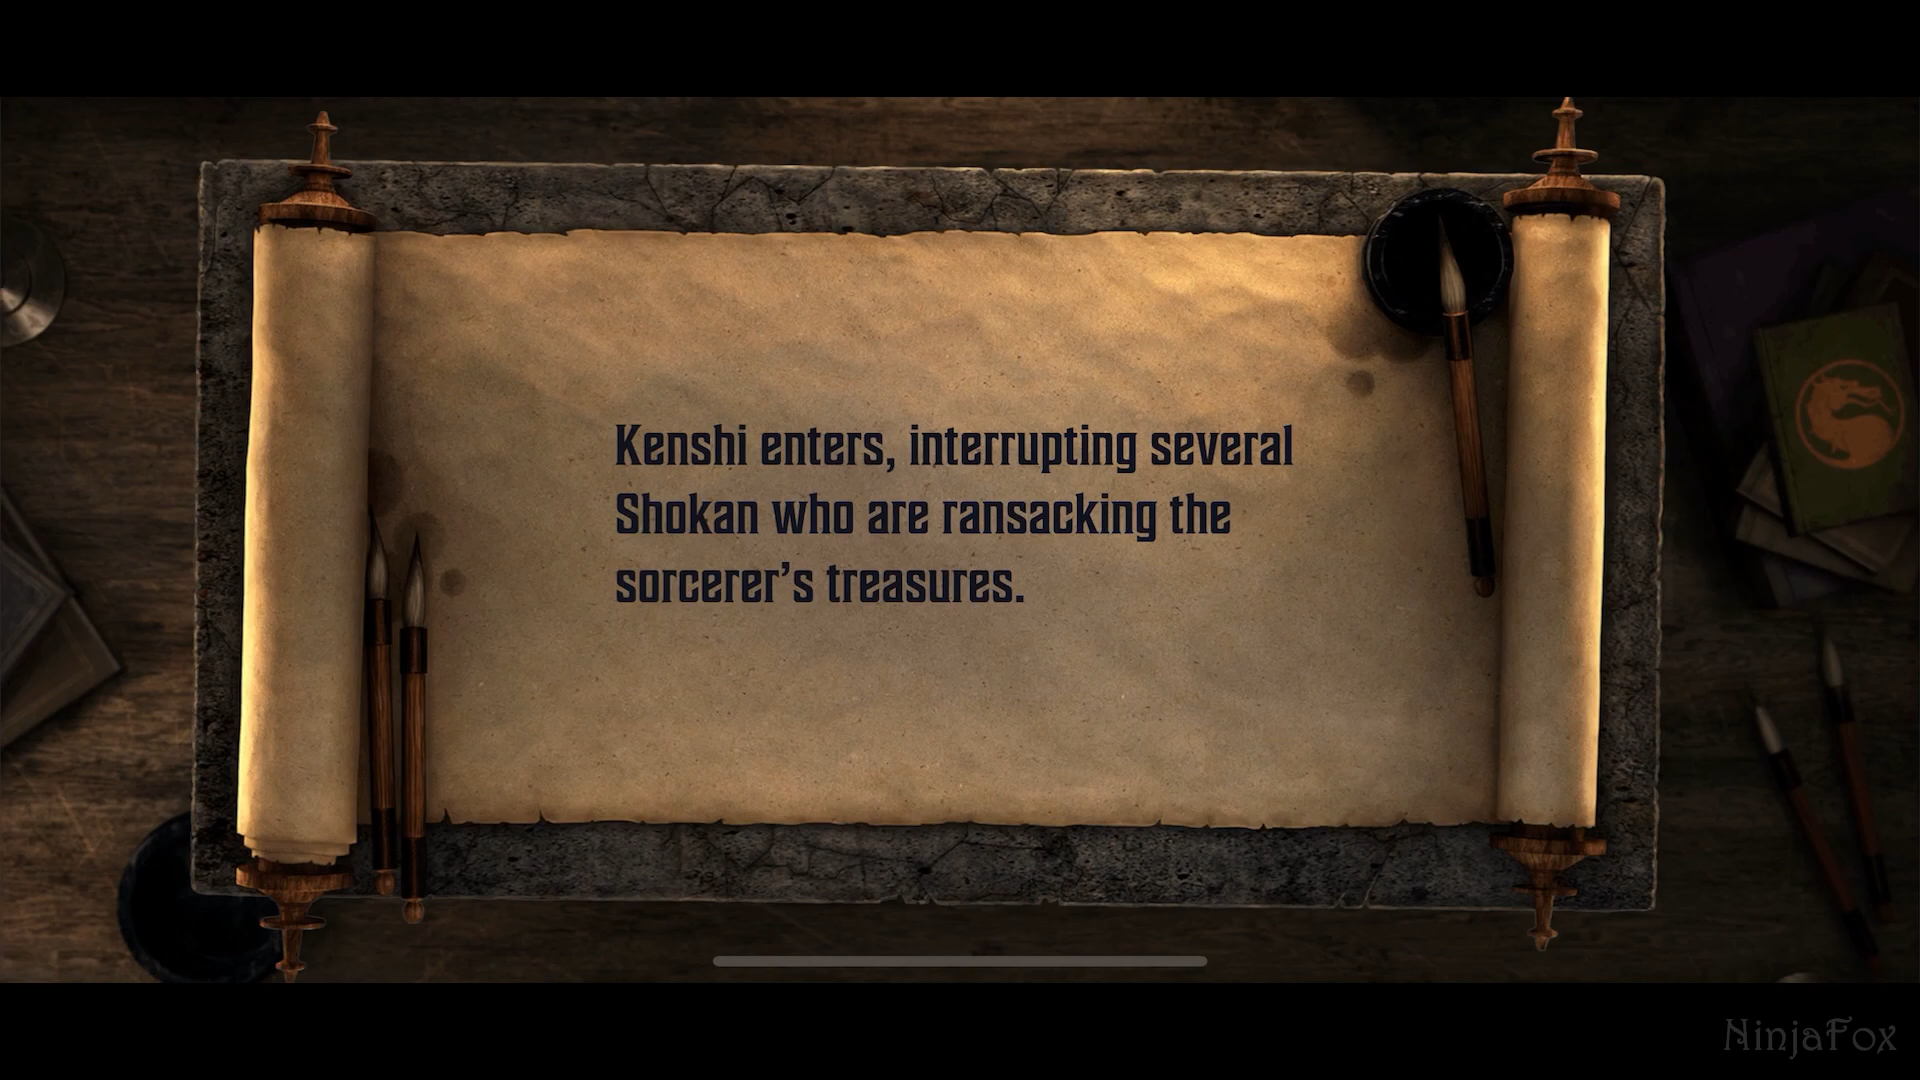 Kenshi enters, interrupting several
Shokan who are ransacking the
sorcerer’s treasures.
NinjaFox